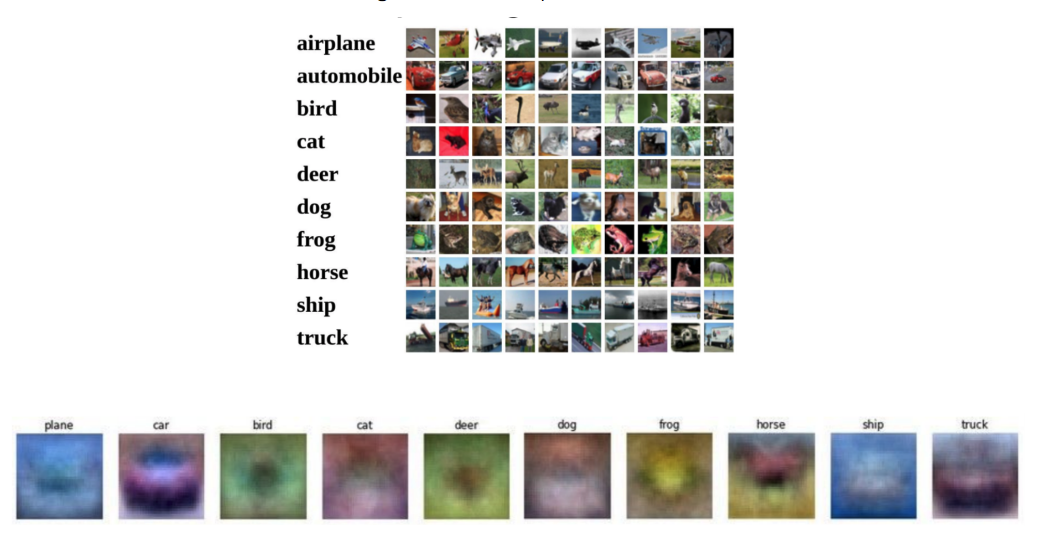 airplane
automobile
bird
cat
deer
dog
frog
horse
ship
truck
plane car bird cat deer dog frog horse ship truck